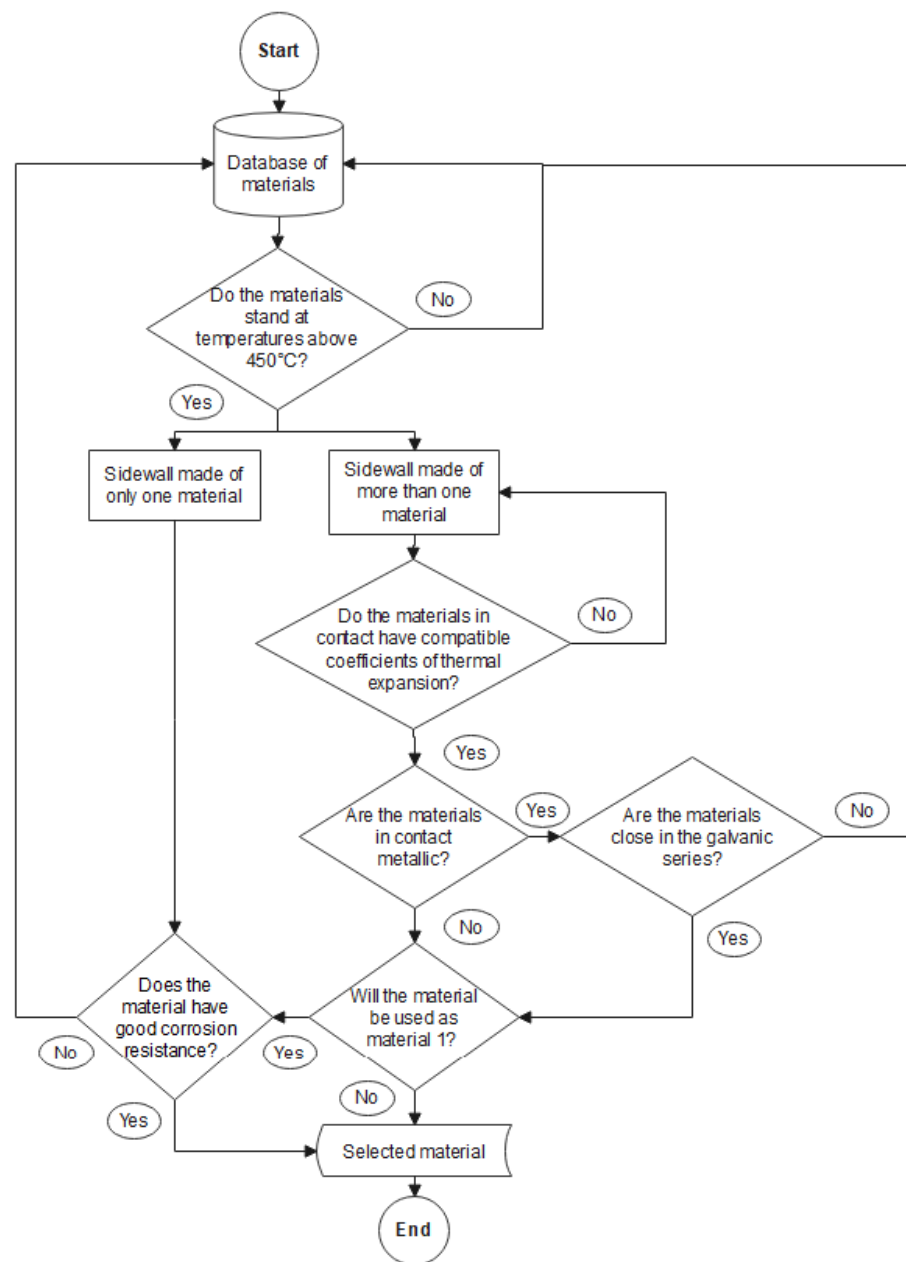 Start
Database of
materials
Do the materials
stand at
temperatures above
450°C?
No
Yes
Sidewall made of
only one material
Sidewall made of
more than one
material
Do the materials in
contact have compatible
coefficients of thermal
expansion?
No
Yes
Are the materials
in contact
metallic?
Yes
Are the materials
close in the galvanic
series?
No
No
Yes
Does the
material have
good corrosion
resistance?
Will the material
be used as
material 1?
No
Yes
No
Yes
Selected material
End